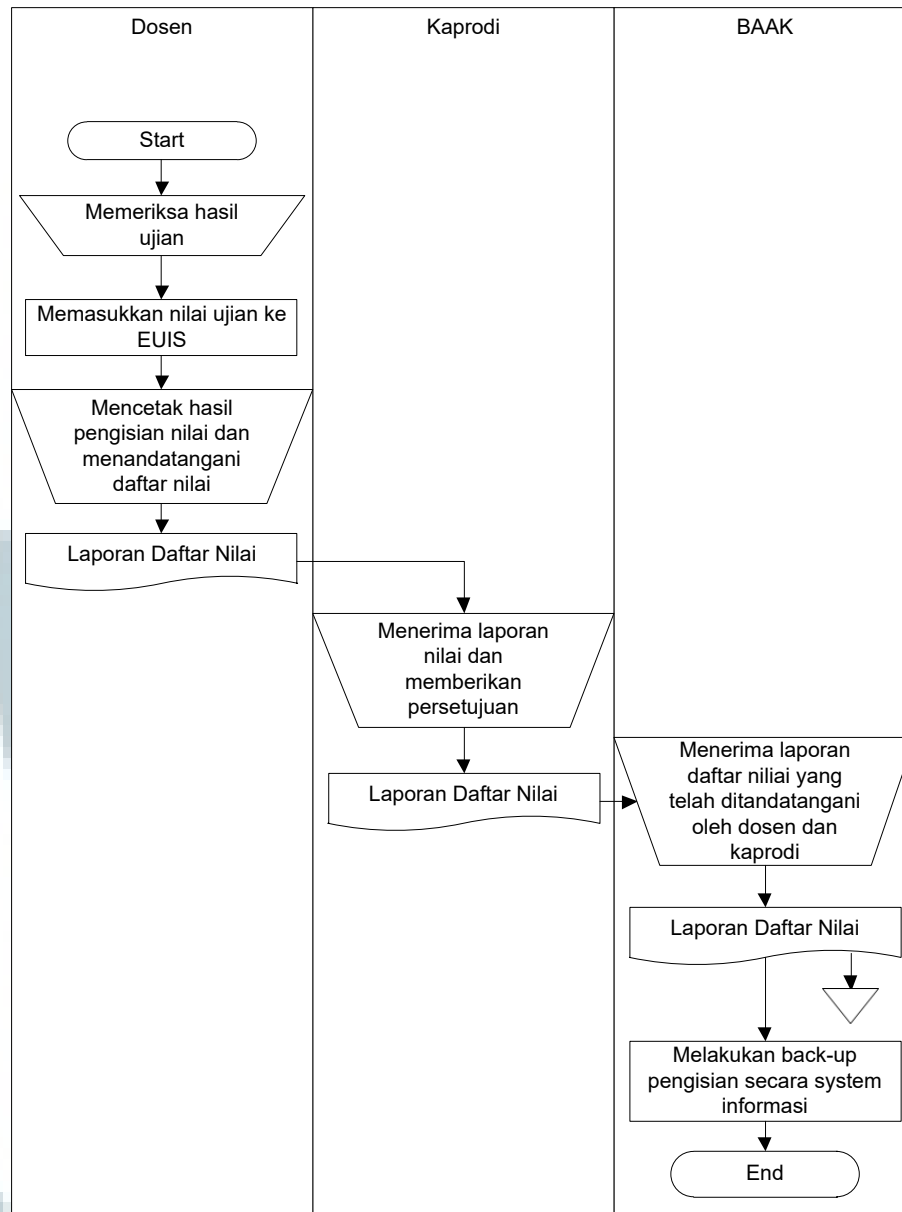 Dosen
Kaprodi
BAAK
Start
Memeriksa hasil
ujian
Memasukkan nilai ujian ke
EUIS
Mencetak hasil
pengisian nilai dan
menandatangani
daftar nilai
Laporan Daftar Nilai
Menerima laporan
nilai dan
memberikan
persetujuan
Laporan Daftar Nilai
Menerima laporan
daftar niliai yang
telah ditandatangani
oleh dosen dan
kaprodi
Laporan Daftar Nilai
Melakukan back-up
pengisian secara system
informasi
End